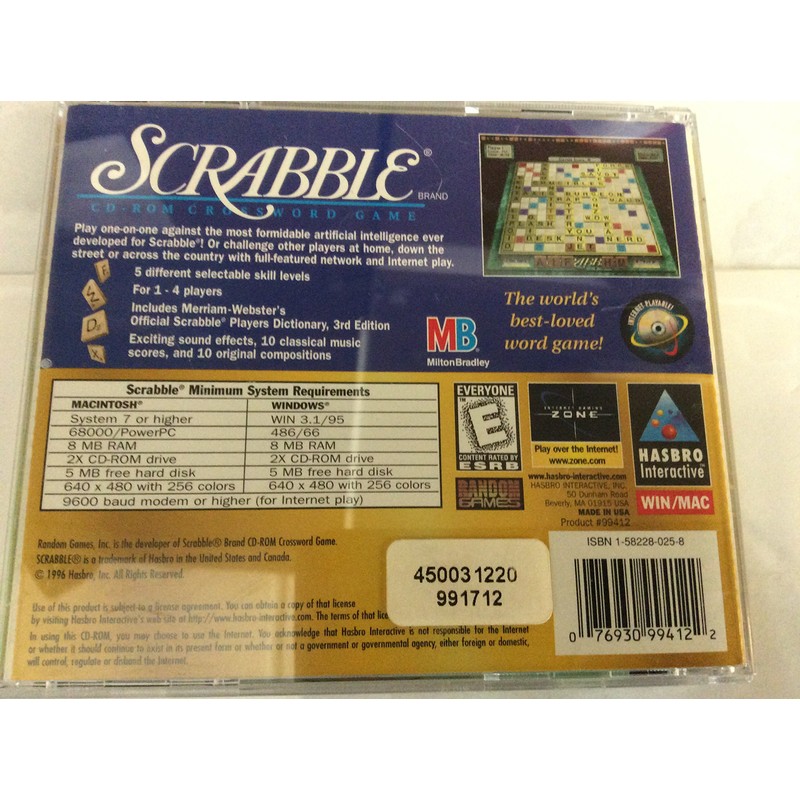 SCRABBLE®
BRAND
CD-ROM CROSSWORD GAME
Play one-on-one against the most formidable artificial intelligence ever
developed for Scrabble®! Or challenge other players at home, down the
street or across the country with full-featured network and Internet play.
5 different selectable skill levels
For 1 - 4 players
Includes Merriam-Webster's
Official Scrabble® Players Dictionary, 3rd Edition
Exciting sound effects, 10 classical music
scores, and 10 original compositions
MB
MiltonBradley
The world's
best-loved
word game!
INTERNET PLAYABLE!
Scrabble® Minimum System Requirements
MACINTOSH® WINDOWS®
System 7 or higher WIN 3.1/95
68000/PowerPC 486/66
8 MB RAM 8 MB RAM
2X CD-ROM drive 2X CD-ROM drive
5 MB free hard disk 5 MB free hard disk
640 x 480 with 256 colors 640 x 480 with 256 colors
9600 baud modem or higher (for Internet play)
EVERYONE
E
CONTENT RATED BY
ESRB
RANDOM
GAMES
INTERNET GAMING
ZONE
Play over the Internet!
www.zone.com
www.hasbro-interactive.com
HASBRO INTERACTIVE, INC.
50 Dunham Road
Beverly, MA 01915 USA
MADE IN USA
Product #99412
HASBRO
Interactive™
WIN/MAC
Random Games, Inc. is the developer of Scrabble® Brand CD-ROM Crossword Game.
SCRABBLE® is a trademark of Hasbro in the United States and Canada.
© 1996 Hasbro, Inc. All Rights Reserved.
Use of this product is subject to a license agreement. You can obtain a copy of that license
by visiting Hasbro Interactive's web site at http://www.hasbro-interactive.com. The terms of that lic
In using this CD-ROM, you may choose to use the Internet. You acknowledge that Hasbro Interactive is not responsible for the Internet
or whether it should continue to exist in its present form or whether or not a government or governmental agency, either foreign or domestic,
will control, regulate or disband the Internet.
450031220
991712
ISBN 1-58228-025-8
0 76930 99412 2